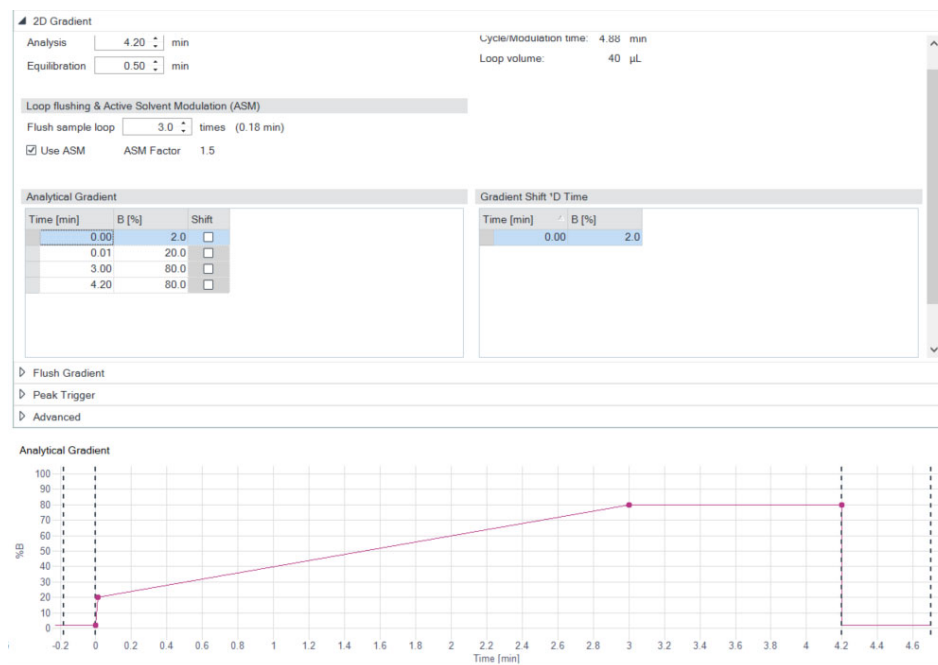 2D Gradient
Analysis 4.20 min Cycle/Modulation time: 4.88 min
Equilibration 0.50 min Loop volume: 40 µL
Loop flushing & Active Solvent Modulation (ASM)
Flush sample loop 3.0 times (0.18 min)
Use ASM ASM Factor 1.5
Analytical Gradient Gradient Shift ¹D Time
Time [min] B [%] Shift Time [min] B [%]
0.00 2.0 0.00 2.0
0.01 20.0
3.00 80.0
4.20 80.0
Flush Gradient
Peak Trigger
Advanced
Analytical Gradient
100
90
80
70
60
50
40
30
20
10
0
%B
-0.2 0 0.2 0.4 0.6 0.8 1 1.2 1.4 1.6 1.8 2 2.2 2.4 2.6 2.8 3 3.2 3.4 3.6 3.8 4 4.2 4.4 4.6
Time [min]